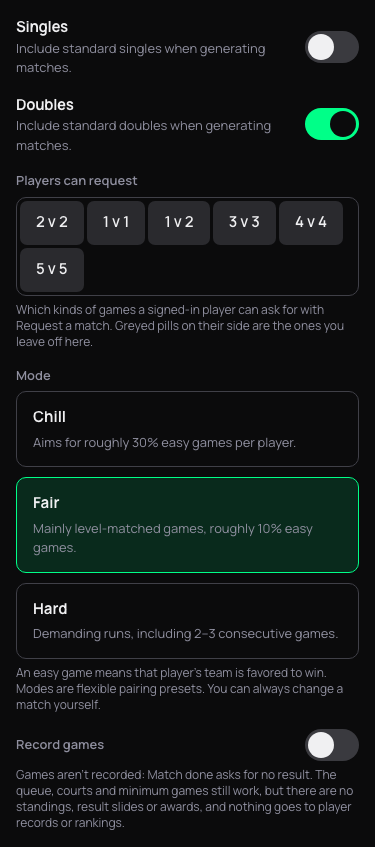 Singles
Include standard singles when generating
matches.
Doubles
Include standard doubles when generating
matches.
Players can request
2 v 2 1 v 1 1 v 2 3 v 3 4 v 4
5 v 5
Which kinds of games a signed-in player can ask for with
Request a match. Greyed pills on their side are the ones you
leave off here.
Mode
Chill
Aims for roughly 30% easy games per player.
Fair
Mainly level-matched games, roughly 10% easy
games.
Hard
Demanding runs, including 2–3 consecutive games.
An easy game means that player's team is favored to win.
Modes are flexible pairing presets. You can always change a
match yourself.
Record games
Games aren't recorded: Match done asks for no result. The
queue, courts and minimum games still work, but there are no
standings, result slides or awards, and nothing goes to player
records or rankings.